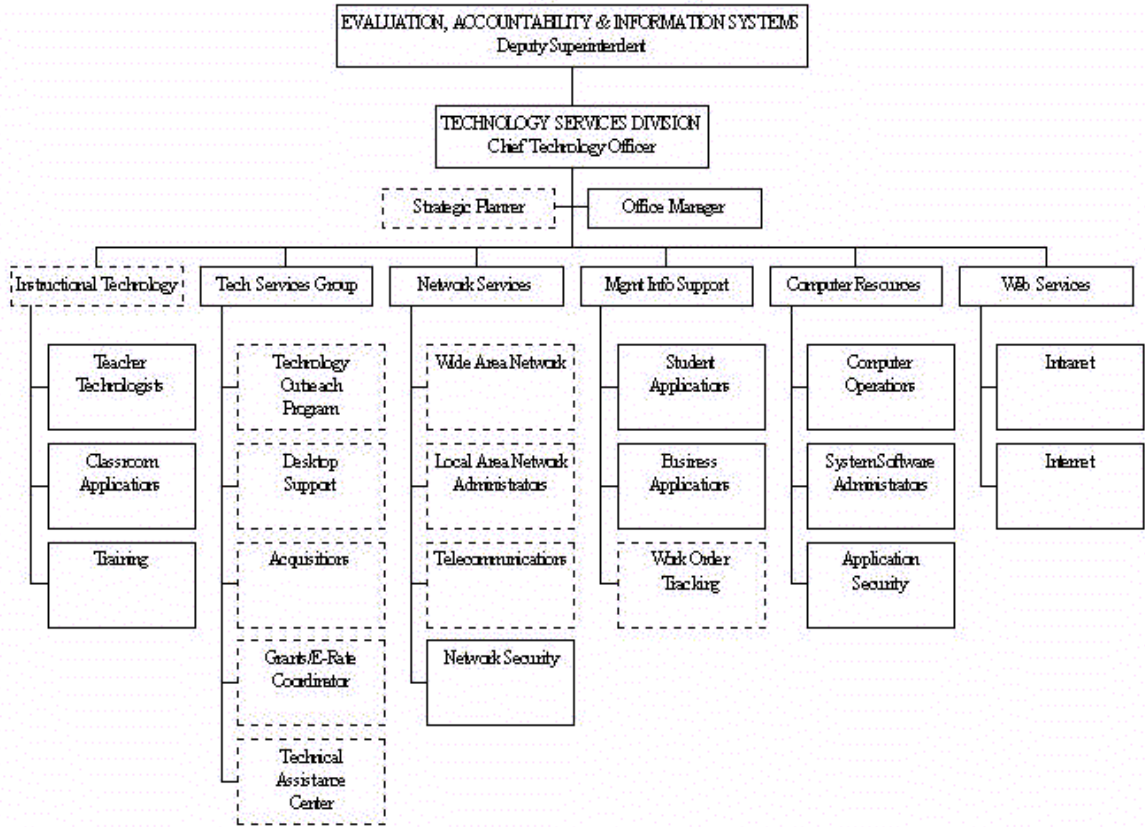 EVALUATION, ACCOUNTABILITY & INFORMATION SYSTEMS
Deputy Superintendent
TECHNOLOGY SERVICES DIVISION
Chief Technology Officer
Strategic Planner
Office Manager
Instructional Technology
Tech Services Group
Network Services
Mgmt Info Support
Computer Resources
Web Services
Teacher
Technologists
Classroom
Applications
Training
Technology
Outreach
Program
Desktop
Support
Acquisitions
Grants/E-Rate
Coordinator
Technical
Assistance
Center
Wide Area Network
Local Area Network
Administrators
Telecommunications
Network Security
Student
Applications
Business
Applications
Work Order
Tracking
Computer
Operations
System Software
Administrators
Application
Security
Intranet
Internet